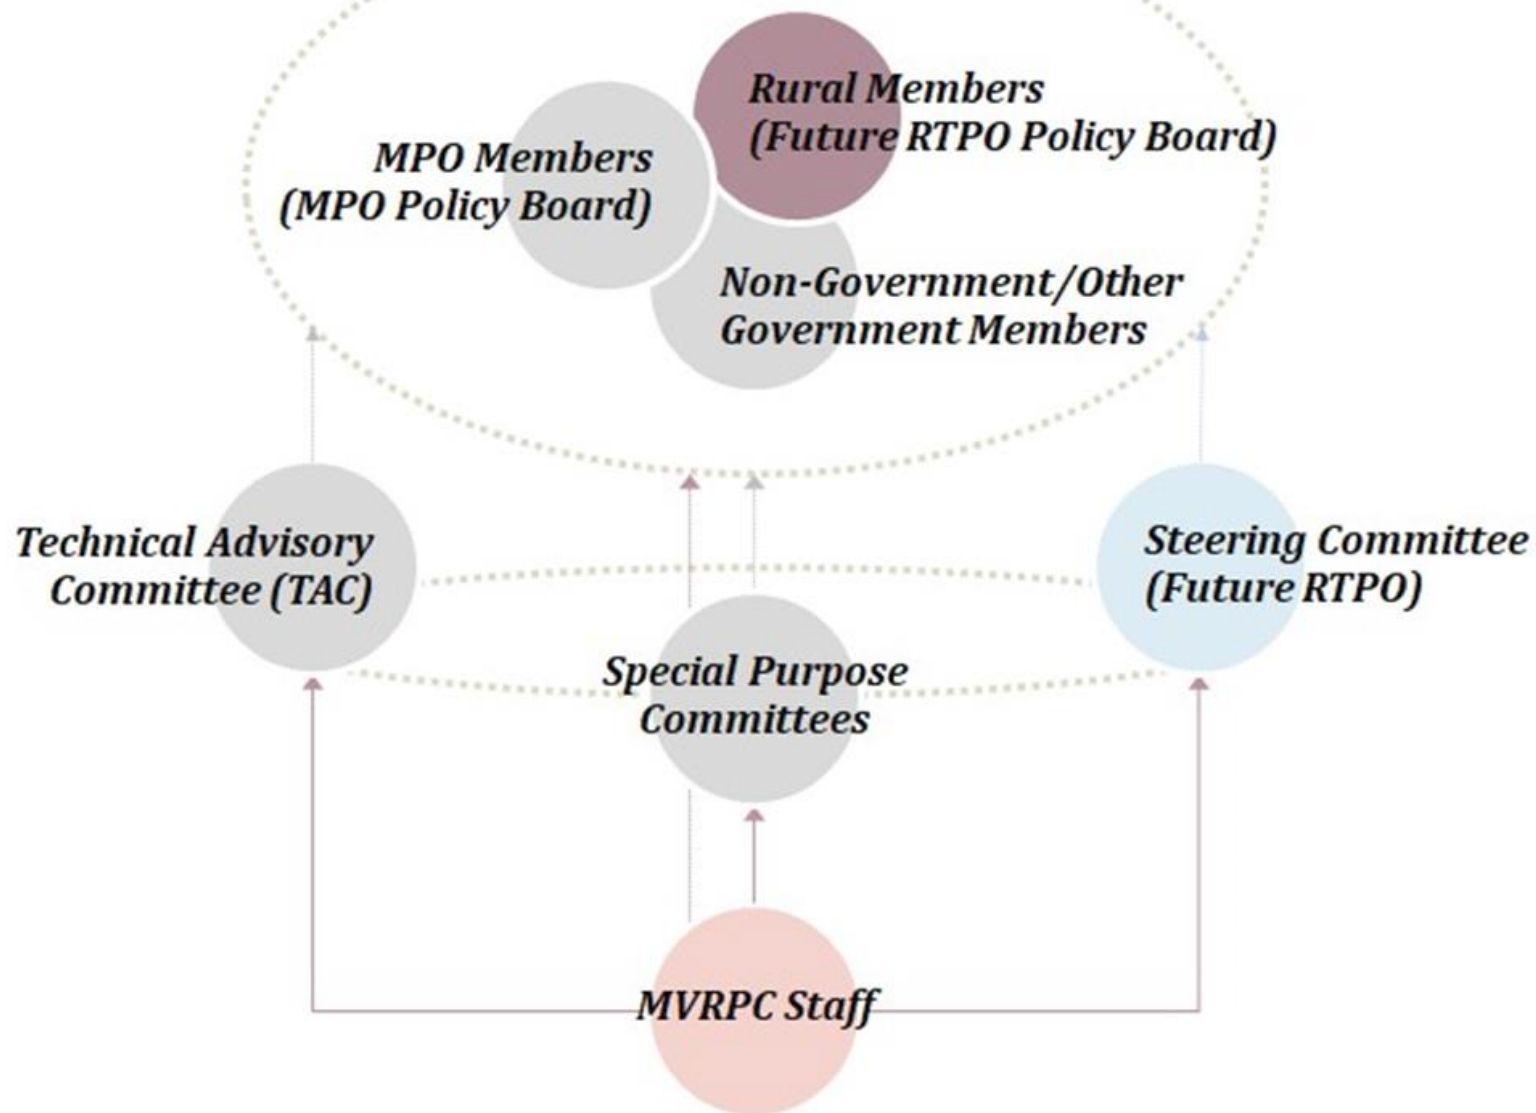 Rural Members
(Future RTPO Policy Board)
MPO Members
(MPO Policy Board)
Non-Government/Other
Government Members
Technical Advisory
Committee (TAC)
Steering Committee
(Future RTPO)
Special Purpose
Committees
MVRPC Staff